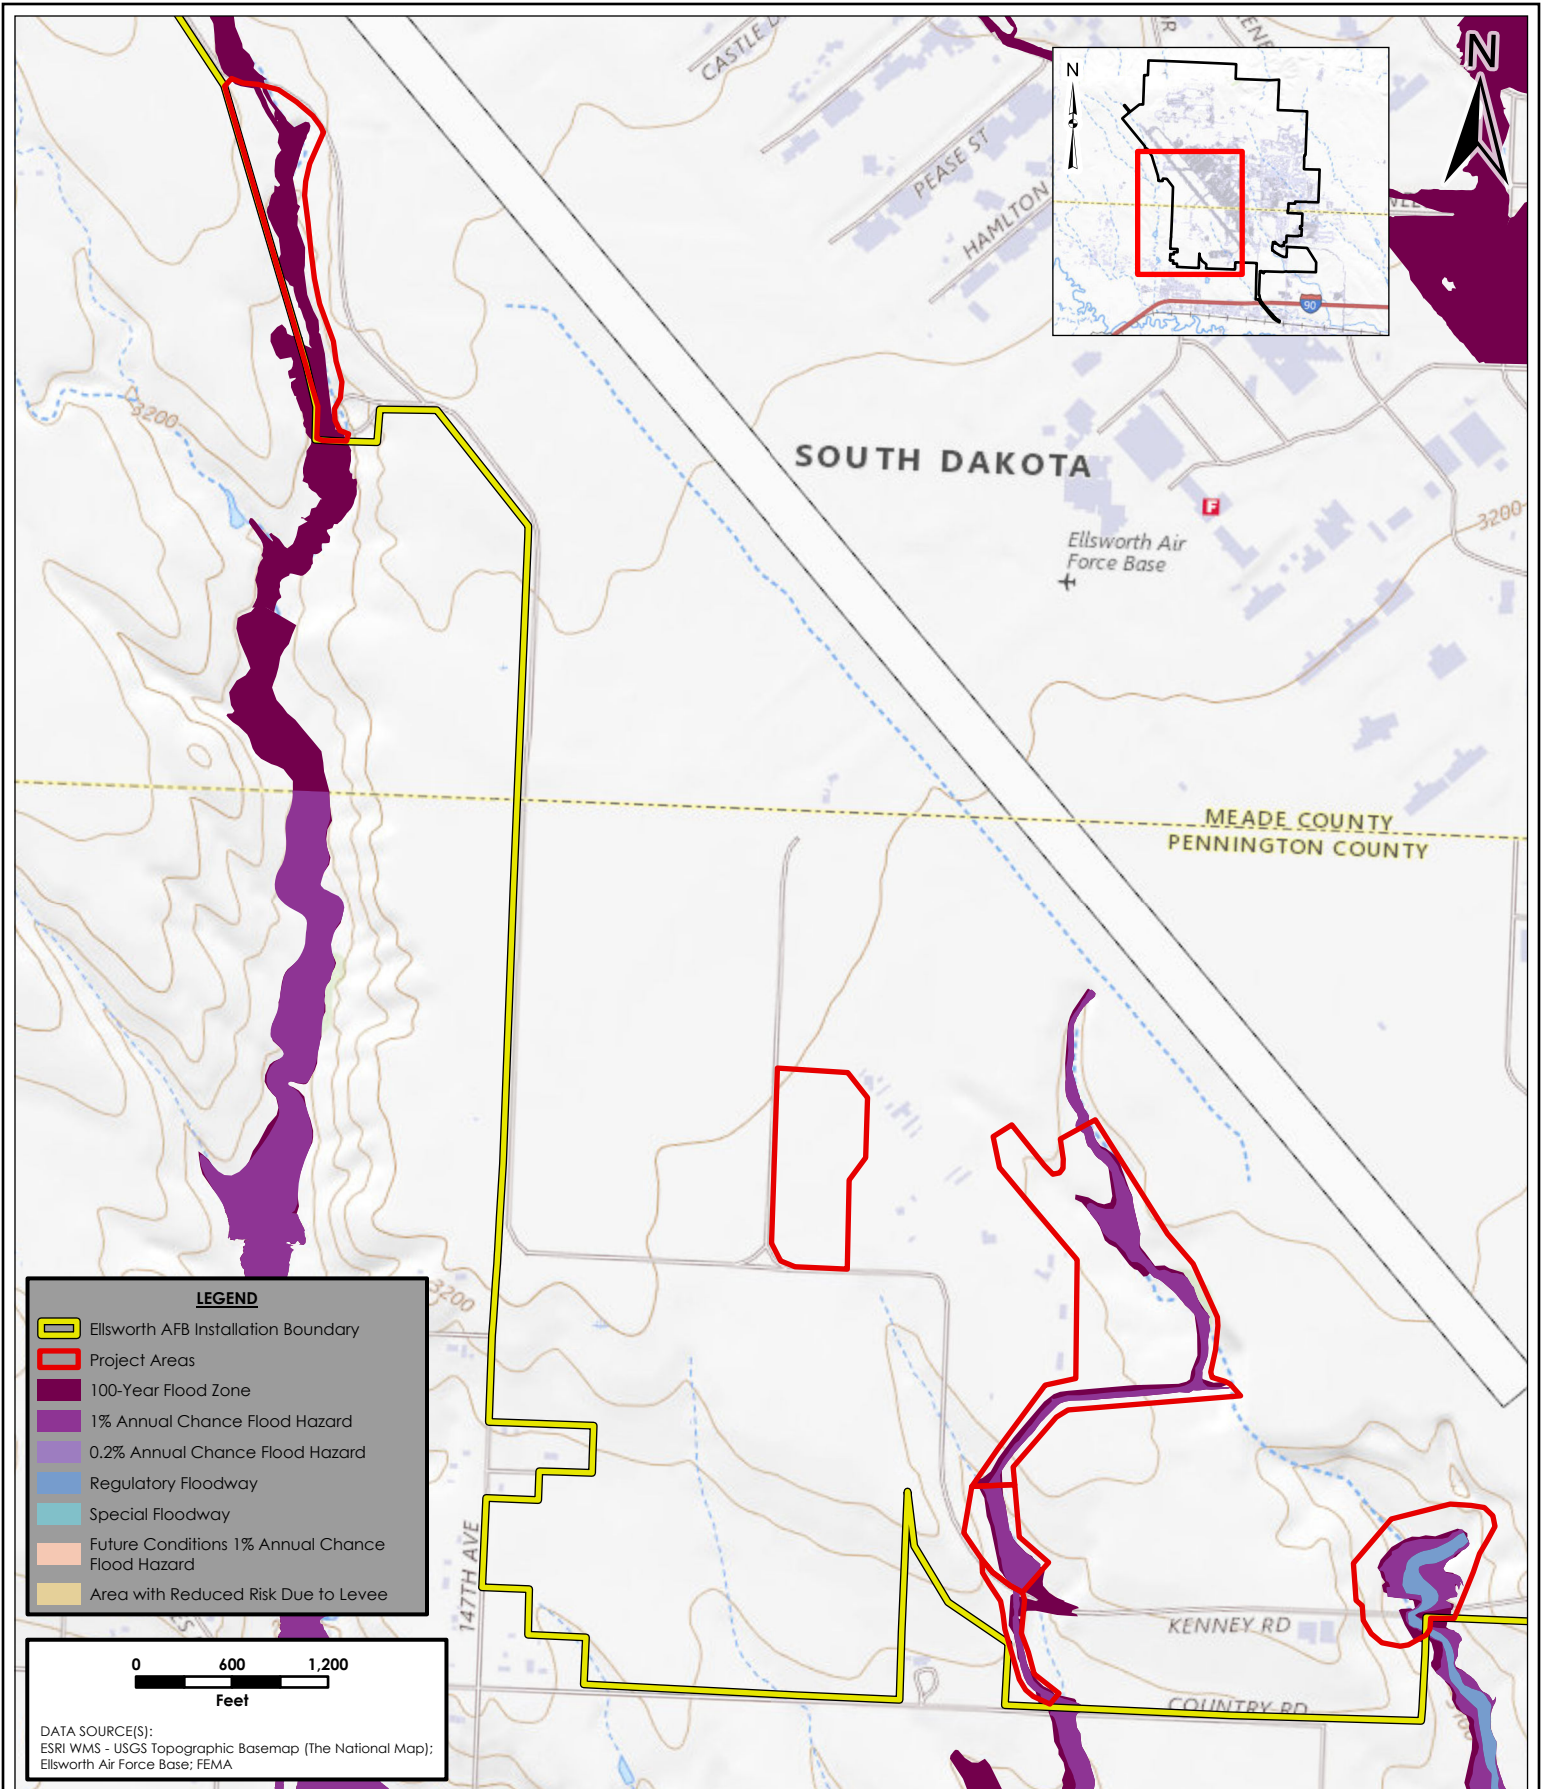 CASTLE D
DR
GENE
N
N
PEASE ST
HAMLTON
90
SOUTH DAKOTA
3200
F
3200
Ellsworth Air
Force Base
MEADE COUNTY
PENNINGTON COUNTY
3200
LEGEND
Ellsworth AFB Installation Boundary
Project Areas
100-Year Flood Zone
1% Annual Chance Flood Hazard
0.2% Annual Chance Flood Hazard
Regulatory Floodway
Special Floodway
Future Conditions 1% Annual Chance
Flood Hazard
Area with Reduced Risk Due to Levee
147TH AVE
KENNEY RD
COUNTRY RD
0 600 1,200
Feet
DATA SOURCE(S):
ESRI WMS - USGS Topographic Basemap (The National Map);
Ellsworth Air Force Base; FEMA